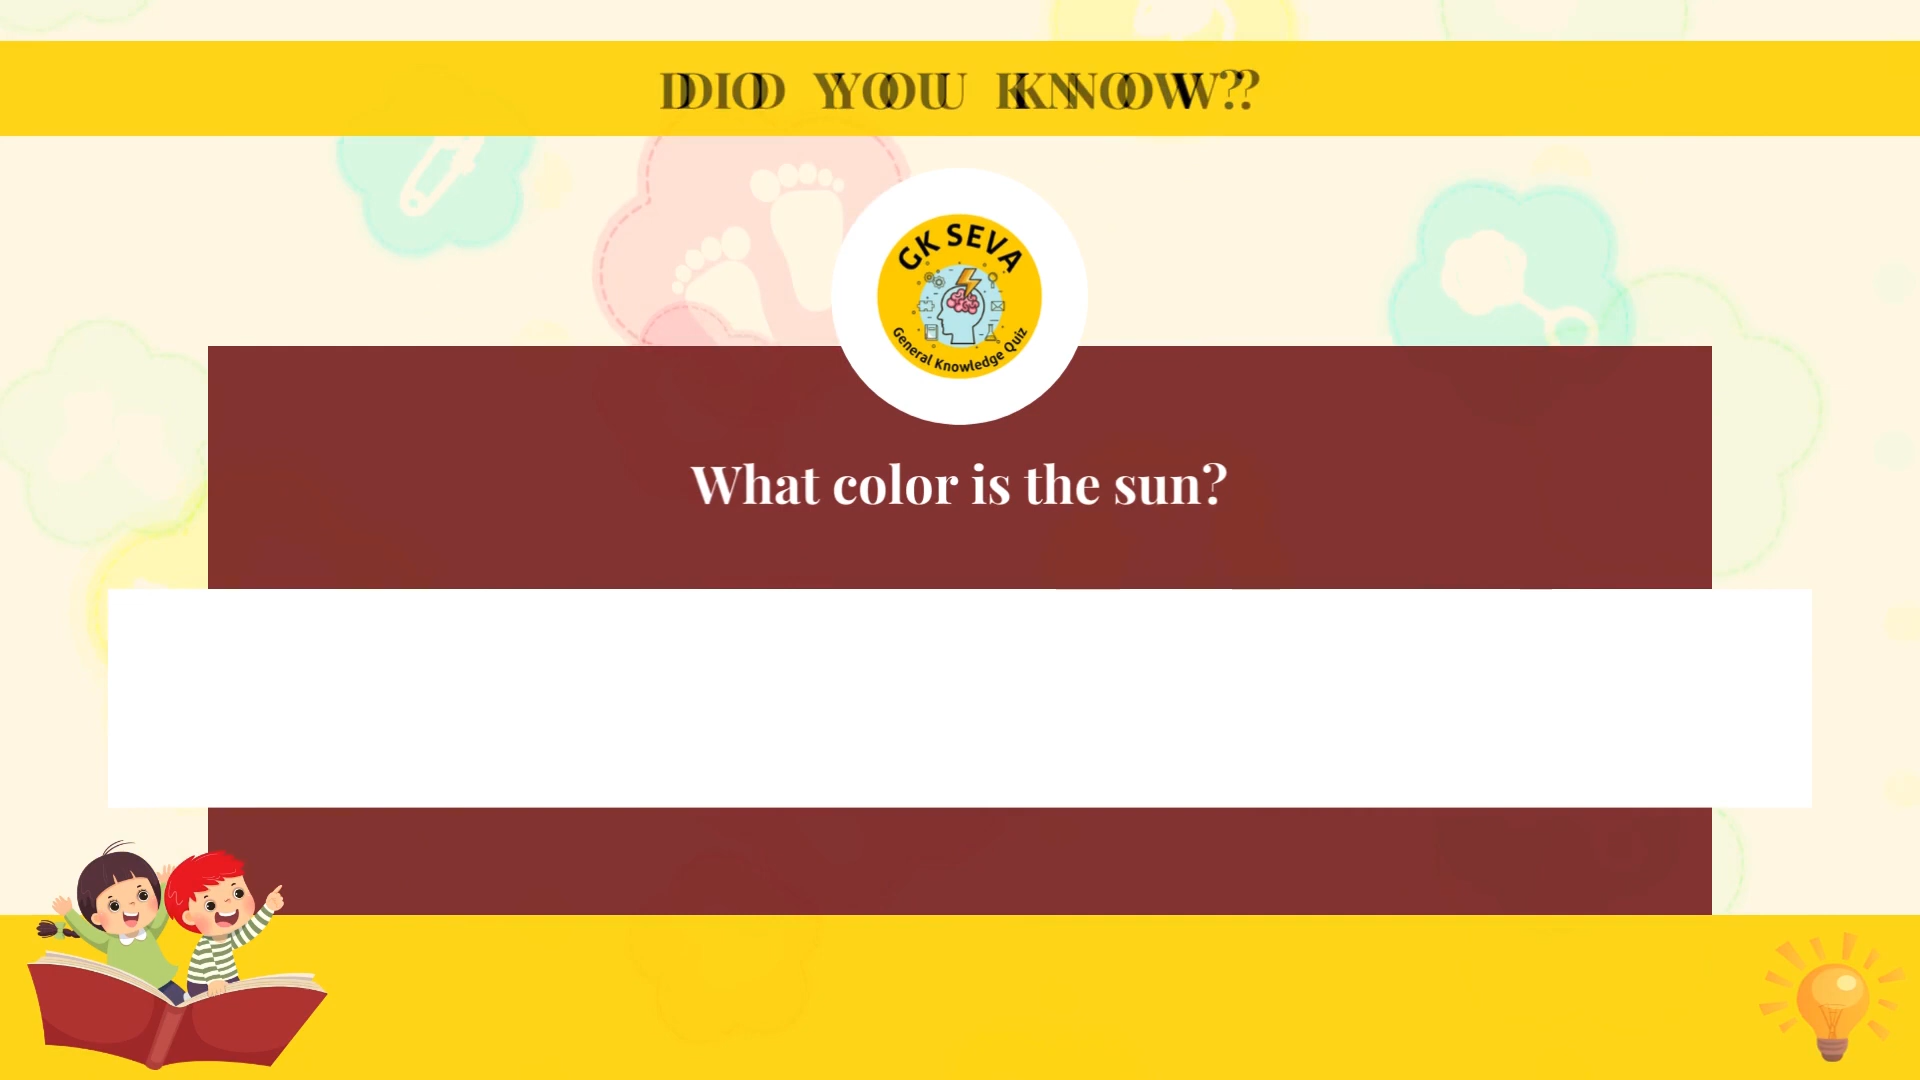 DID YOU KNOW?
GK SEVA
General Knowledge Quiz
What color is the sun?